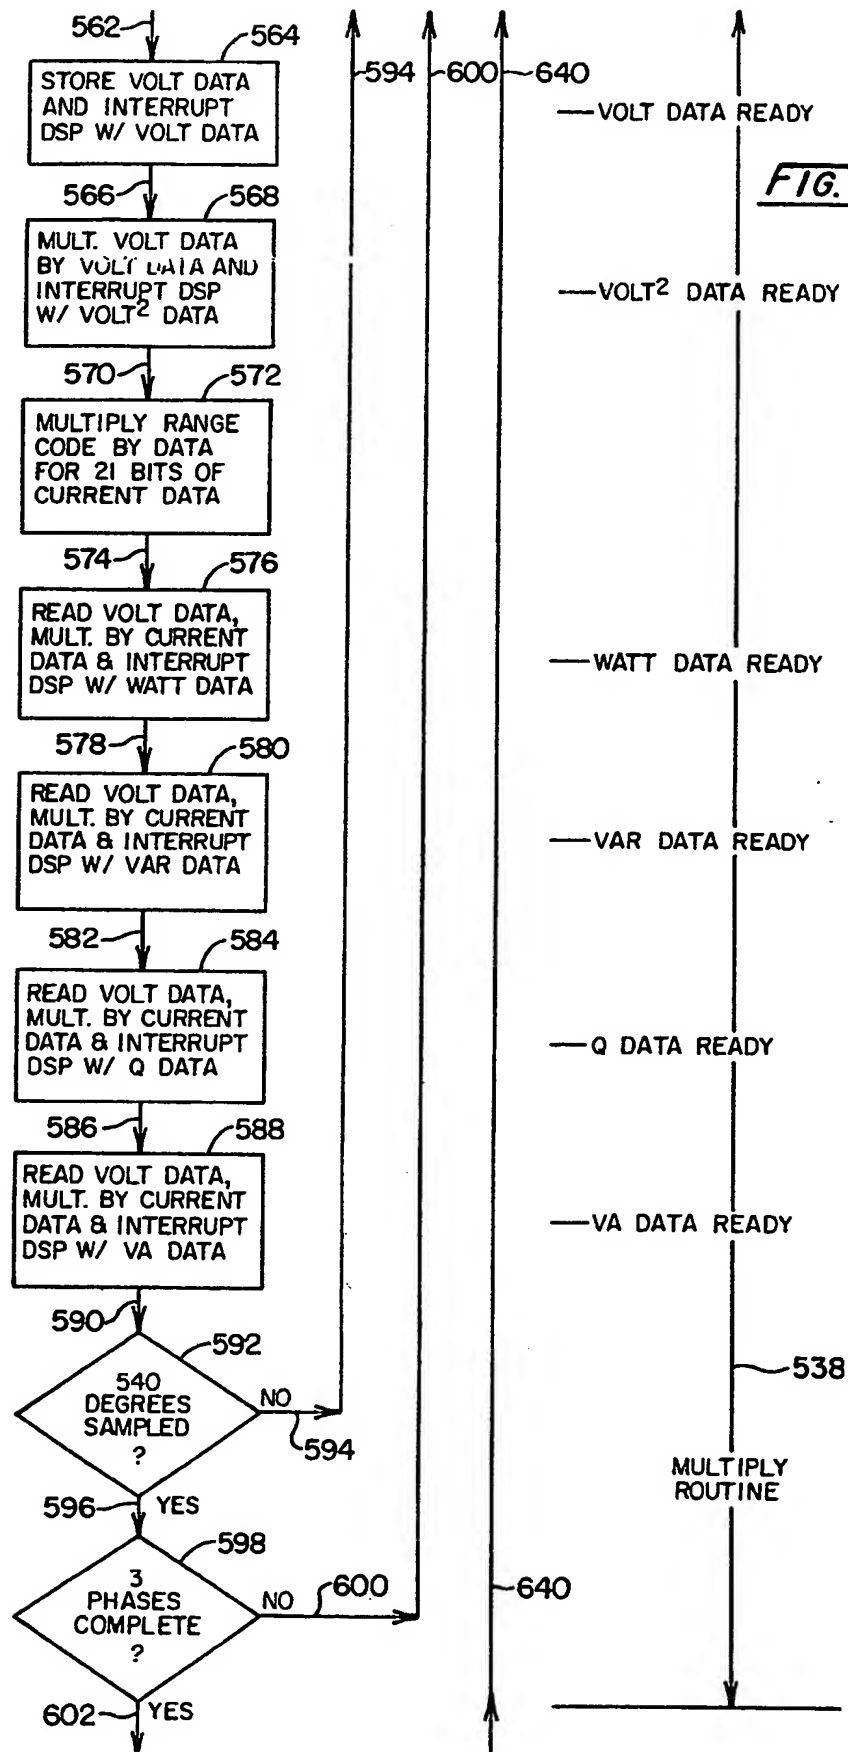 562
564
STORE VOLT DATA
AND INTERRUPT
DSP W/ VOLT DATA
594
600
640
VOLT DATA READY
FIG.
566
568
MULT. VOLT DATA
BY VOLT DATA AND
INTERRUPT DSP
W/ VOLT² DATA
VOLT² DATA READY
570
572
MULTIPLY RANGE
CODE BY DATA
FOR 21 BITS OF
CURRENT DATA
574
576
READ VOLT DATA,
MULT. BY CURRENT
DATA & INTERRUPT
DSP W/ WATT DATA
WATT DATA READY
578
580
READ VOLT DATA,
MULT. BY CURRENT
DATA & INTERRUPT
DSP W/ VAR DATA
VAR DATA READY
582
584
READ VOLT DATA,
MULT. BY CURRENT
DATA & INTERRUPT
DSP W/ Q DATA
Q DATA READY
586
588
READ VOLT DATA,
MULT. BY CURRENT
DATA & INTERRUPT
DSP W/ VA DATA
VA DATA READY
590
592
540
DEGREES
SAMPLED
?
NO
594
538
MULTIPLY
ROUTINE
596
YES
598
3
PHASES
COMPLETE
?
NO
600
640
602
YES